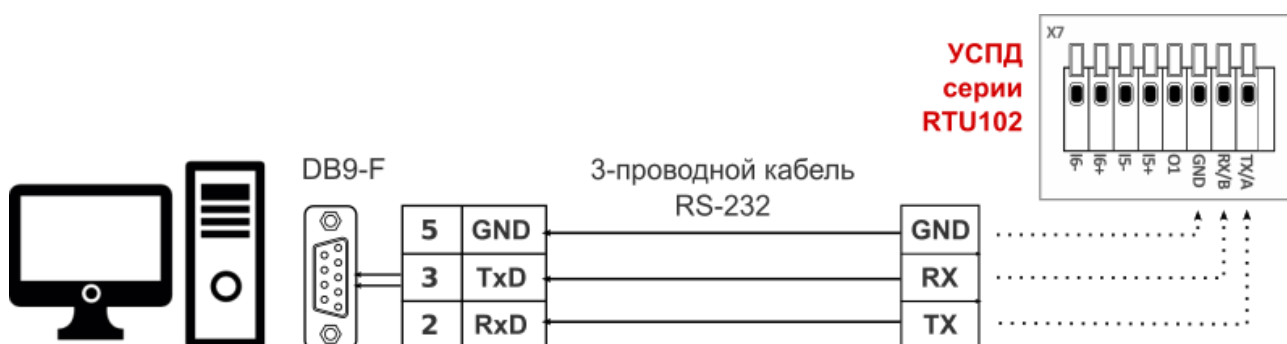 X7
УСПД
серии
RTU102
I6-
I6+
I5-
I5+
O1
GND
RX/B
TX/A
DB9-F
3-проводной кабель
RS-232
5 GND GND
3 TxD RX
2 RxD TX